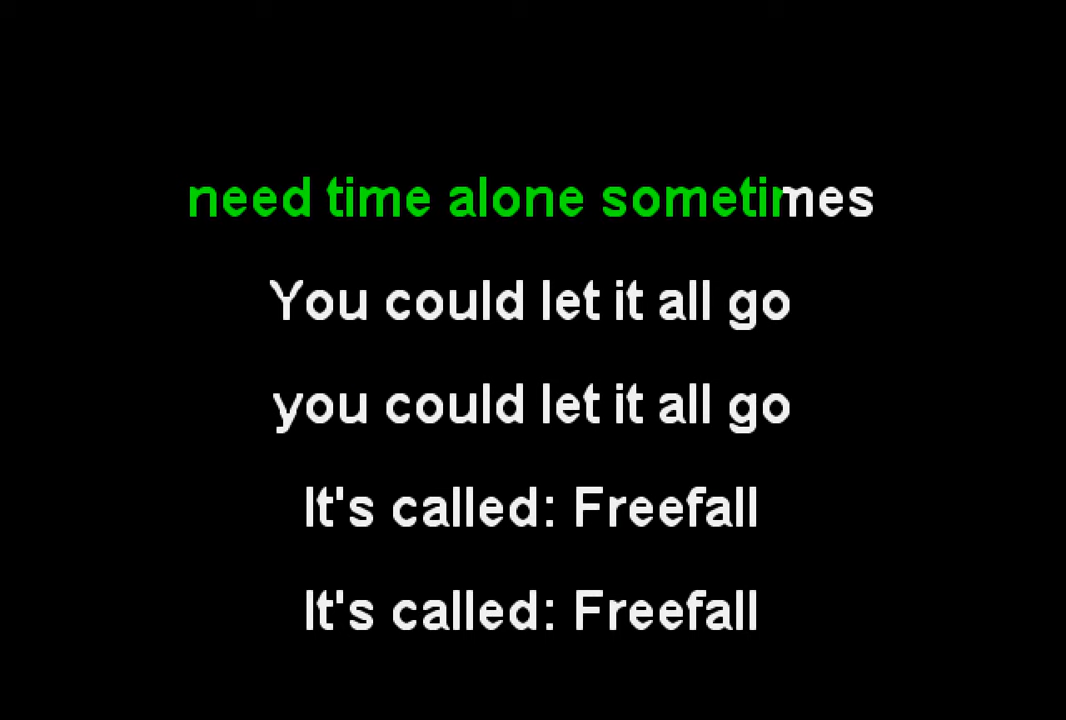 need time alone sometimes
You could let it all go
you could let it all go
It's called: Freefall
It's called: Freefall